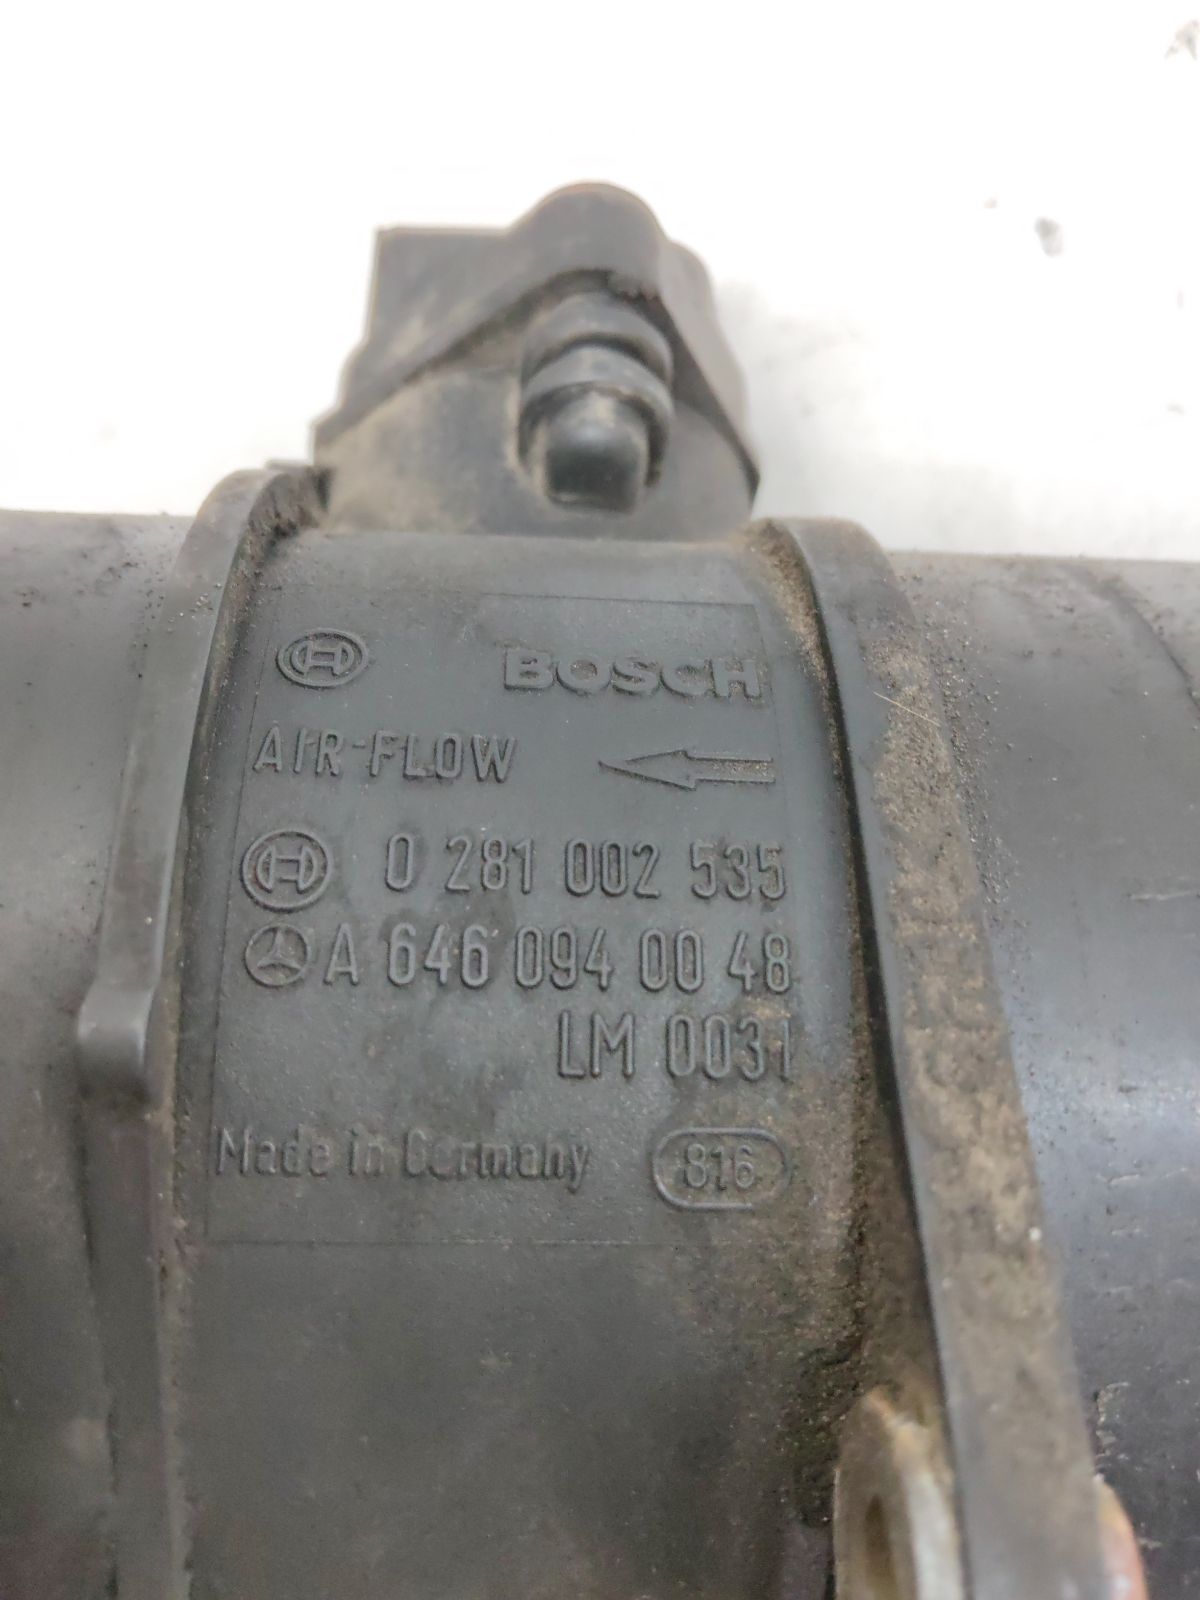 BOSCH
AIR-FLOW
0 281 002 535
A 646 094 00 48
LM 0031
Made in Germany 816